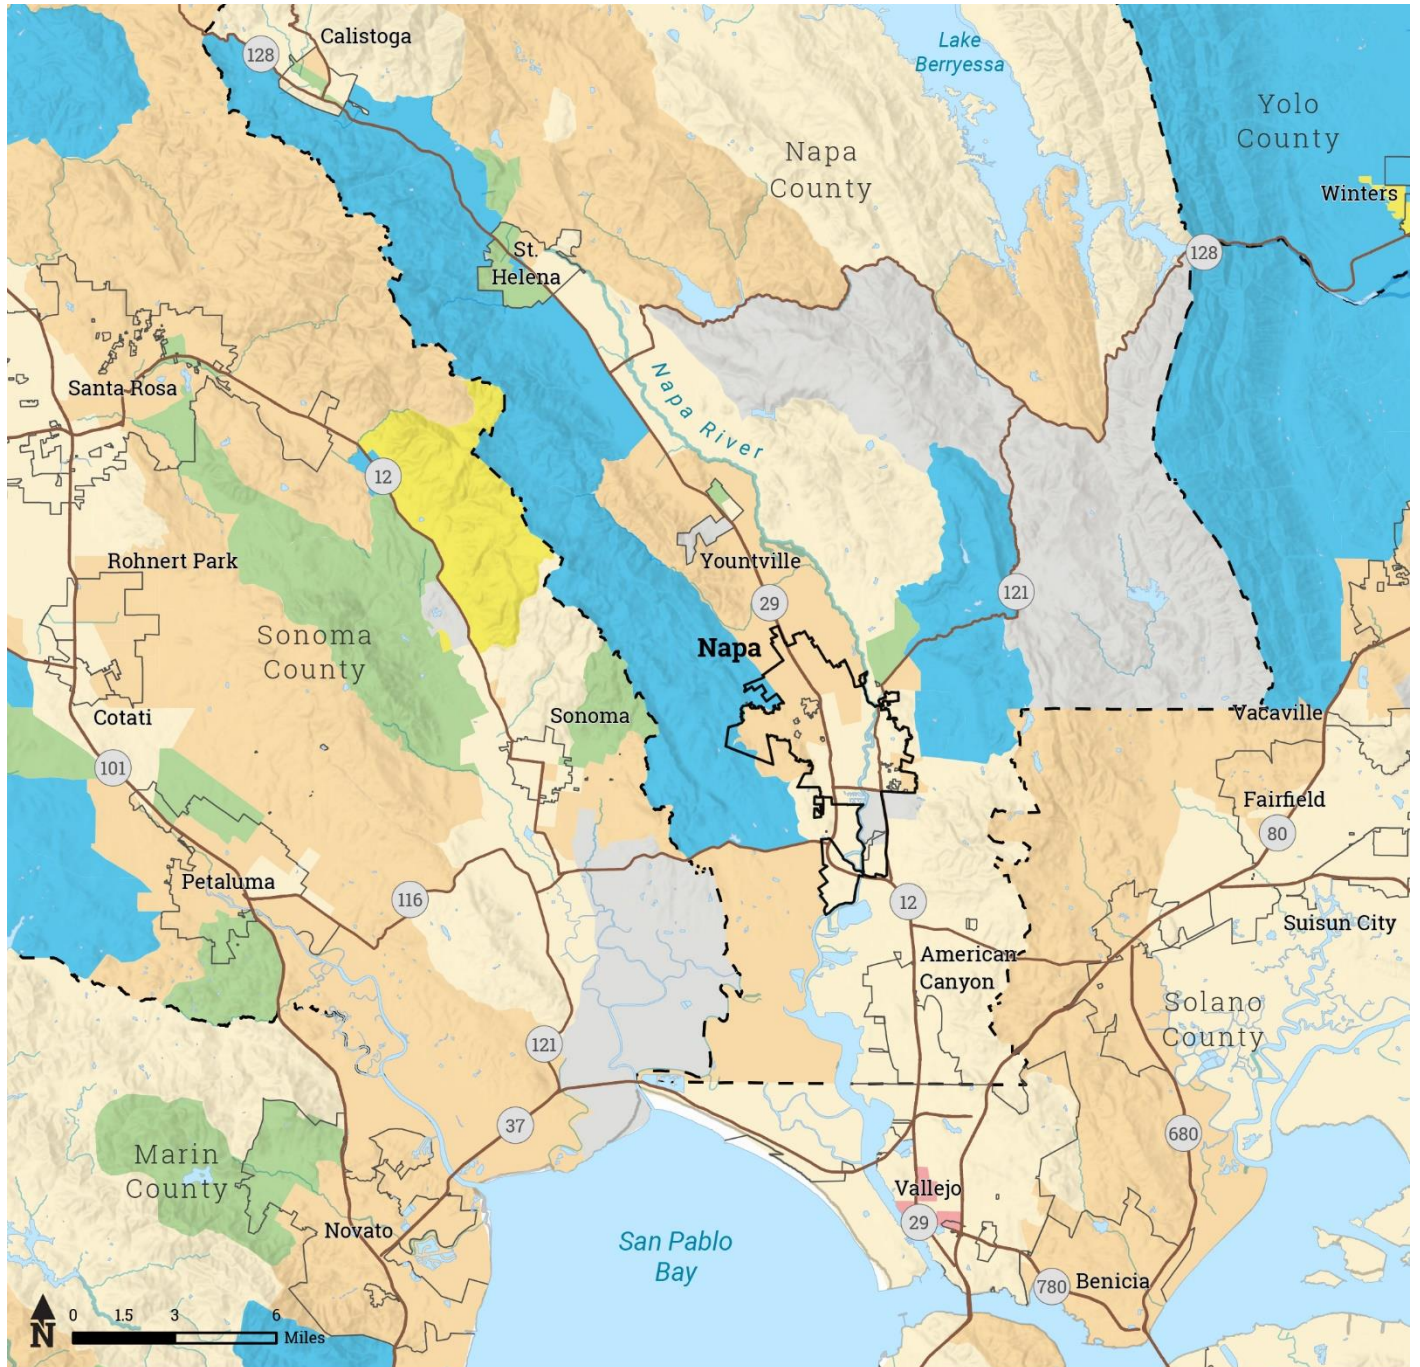 Calistoga
128
Lake
Berryessa
Yolo
County
Napa
County
Winters
St.
Helena
128
Santa Rosa
Napa River
12
Rohnert Park
Yountville
29
121
Sonoma
County
Napa
Cotati
Sonoma
Vacaville
101
Fairfield
80
Petaluma
116
12
Suisun City
American
Canyon
Solano
County
121
37
680
Marin
County
Vallejo
Novato
29
San Pablo
Bay
780
Benicia
N
0 1.5 3 6
Miles